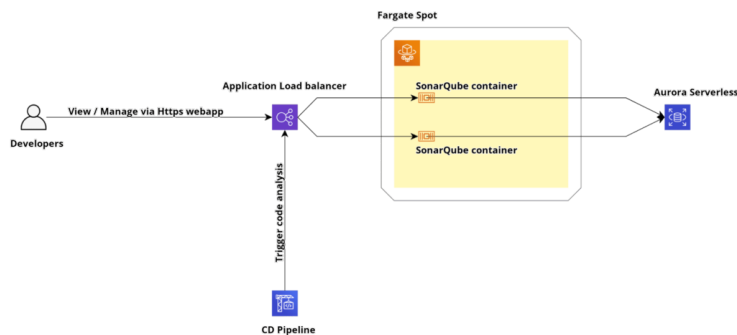 Fargate Spot
Application Load balancer
SonarQube container
Aurora Serverless
View / Manage via Https webapp
Developers
SonarQube container
Trigger code analysis
CD Pipeline